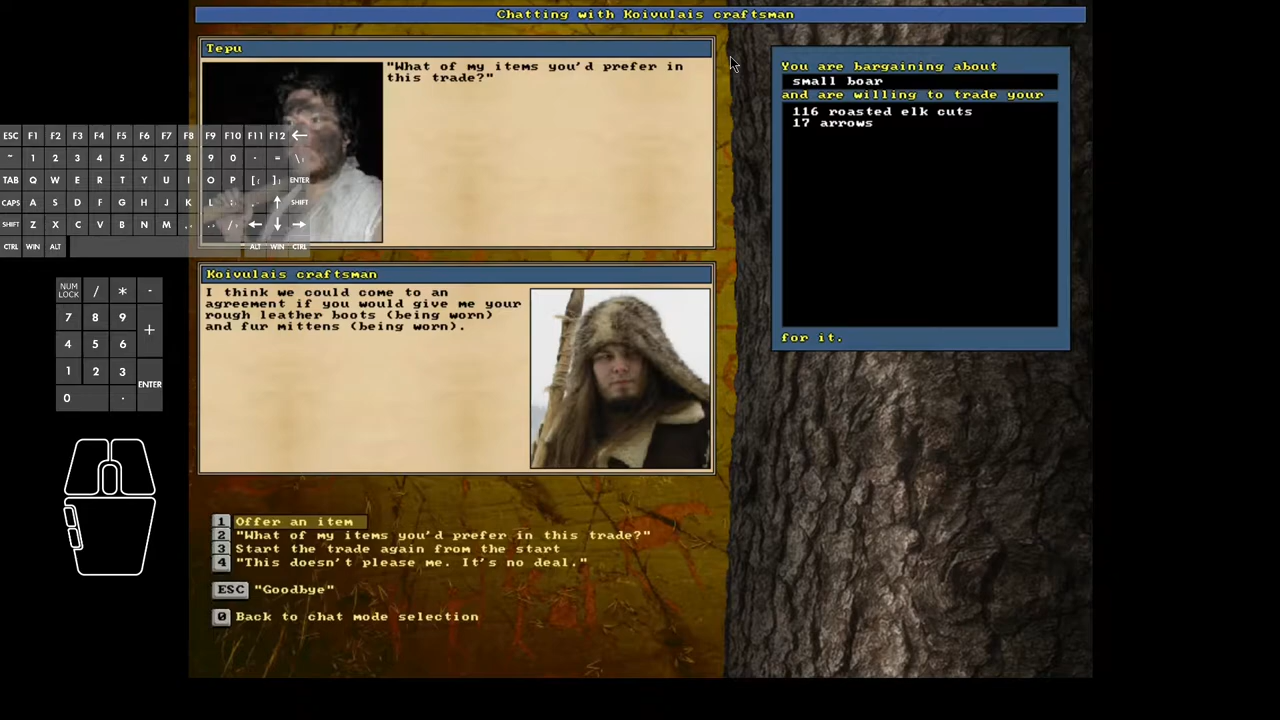 Chatting with Koivulais craftsman
Tepu
"What of my items you'd prefer in
this trade?"
You are bargaining about
small boar
and are willing to trade your
116 roasted elk cuts
17 arrows
for it.
ESC F1 F2 F3 F4 F5 F6 F7 F8 F9 F10 F11 F12 ←
~ 1 2 3 4 5 6 7 8 9 0 - = \
TAB Q W E R T Y U I O P [{ ]} ENTER
CAPS A S D F G H J K L : ↑ SHIFT
SHIFT Z X C V B N M / ← ↓ →
CTRL WIN ALT ALT WIN CTRL
Koivulais craftsman
I think we could come to an
agreement if you would give me your
rough leather boots (being worn)
and fur mittens (being worn).
NUM LOCK / * -
7 8 9 +
4 5 6
1 2 3 ENTER
0 .
1 Offer an item
2 "What of my items you'd prefer in this trade?"
3 Start the trade again from the start
4 "This doesn't please me. It's no deal."
ESC "Goodbye"
0 Back to chat mode selection